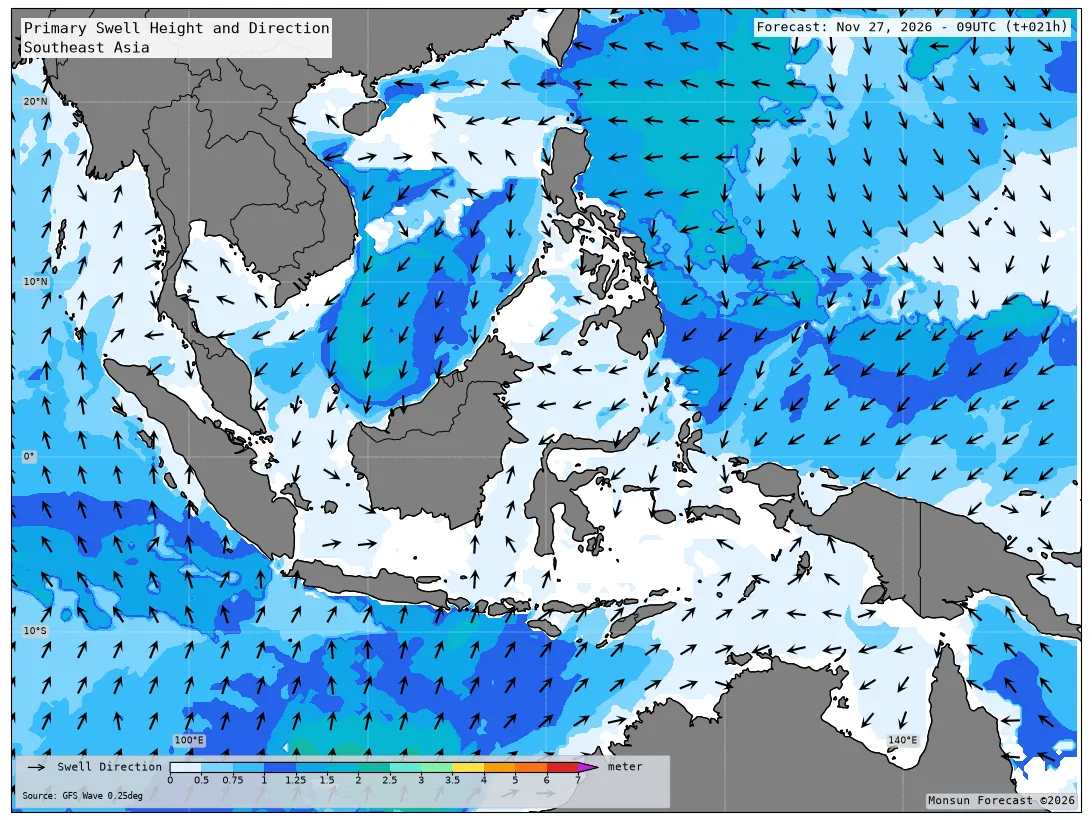 Primary Swell Height and Direction
Southeast Asia
Forecast: Nov 27, 2026 - 09UTC (t+021h)
20°N
10°N
0°
10°S
100°E
140°E
Swell Direction
0 0.5 0.75 1 1.25 1.5 2 2.5 3 3.5 4 5 6 7
meter
Source: GFS Wave 0.25deg
Monsun Forecast ©2026